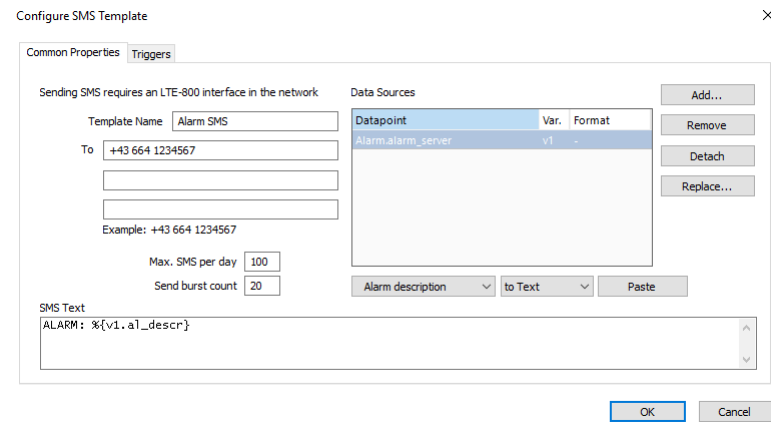 Configure SMS Template
Common Properties Triggers
Sending SMS requires an LTE-800 interface in the network
Template Name Alarm SMS
To +43 664 1234567
Example: +43 664 1234567
Max. SMS per day 100
Send burst count 20
Data Sources
Datapoint Var. Format
Alarm.alarm_server v1 -
Add...
Remove
Detach
Replace...
Alarm description to Text Paste
SMS Text
ALARM: %{v1.al_descr}
OK Cancel